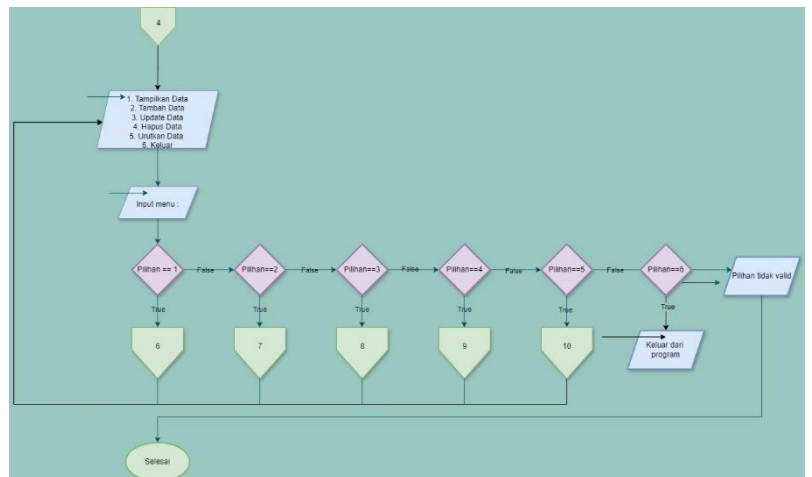 4
1. Tampilkan Data
2. Tambah Data
3. Update Data
4. Hapus Data
5. Urutkan Data
6. Keluar
Input menu :
Pilihan == 1
False
Pilihan==2
False
Pilihan==3
False
Pilihan==4
False
Pilihan==5
False
Pilihan==6
Pilihan tidak valid
True
True
True
True
True
True
6
7
8
9
10
Keluar dari
program
Selesai